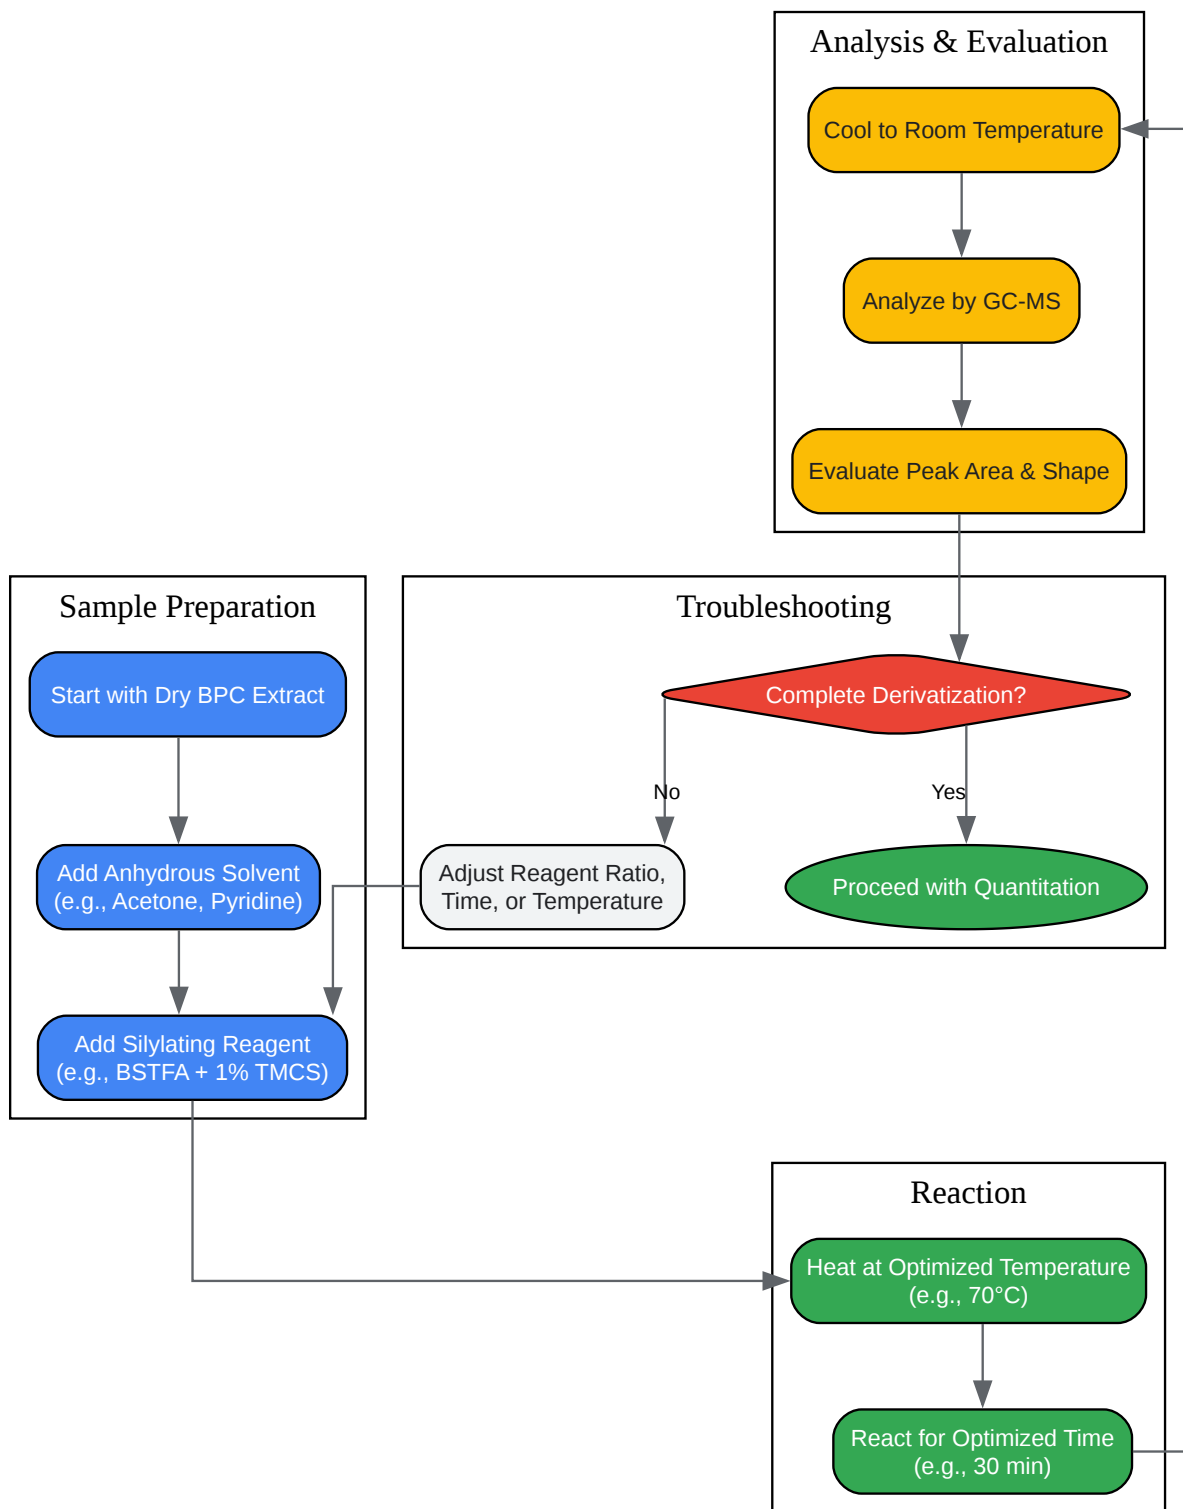 Analysis & Evaluation
Cool to Room Temperature
Analyze by GC-MS
Evaluate Peak Area & Shape
Sample Preparation
Start with Dry BPC Extract
Add Anhydrous Solvent
(e.g., Acetone, Pyridine)
Add Silylating Reagent
(e.g., BSTFA + 1% TMCS)
Troubleshooting
Complete Derivatization?
No
Yes
Adjust Reagent Ratio,
Time, or Temperature
Proceed with Quantitation
Reaction
Heat at Optimized Temperature
(e.g., 70°C)
React for Optimized Time
(e.g., 30 min)